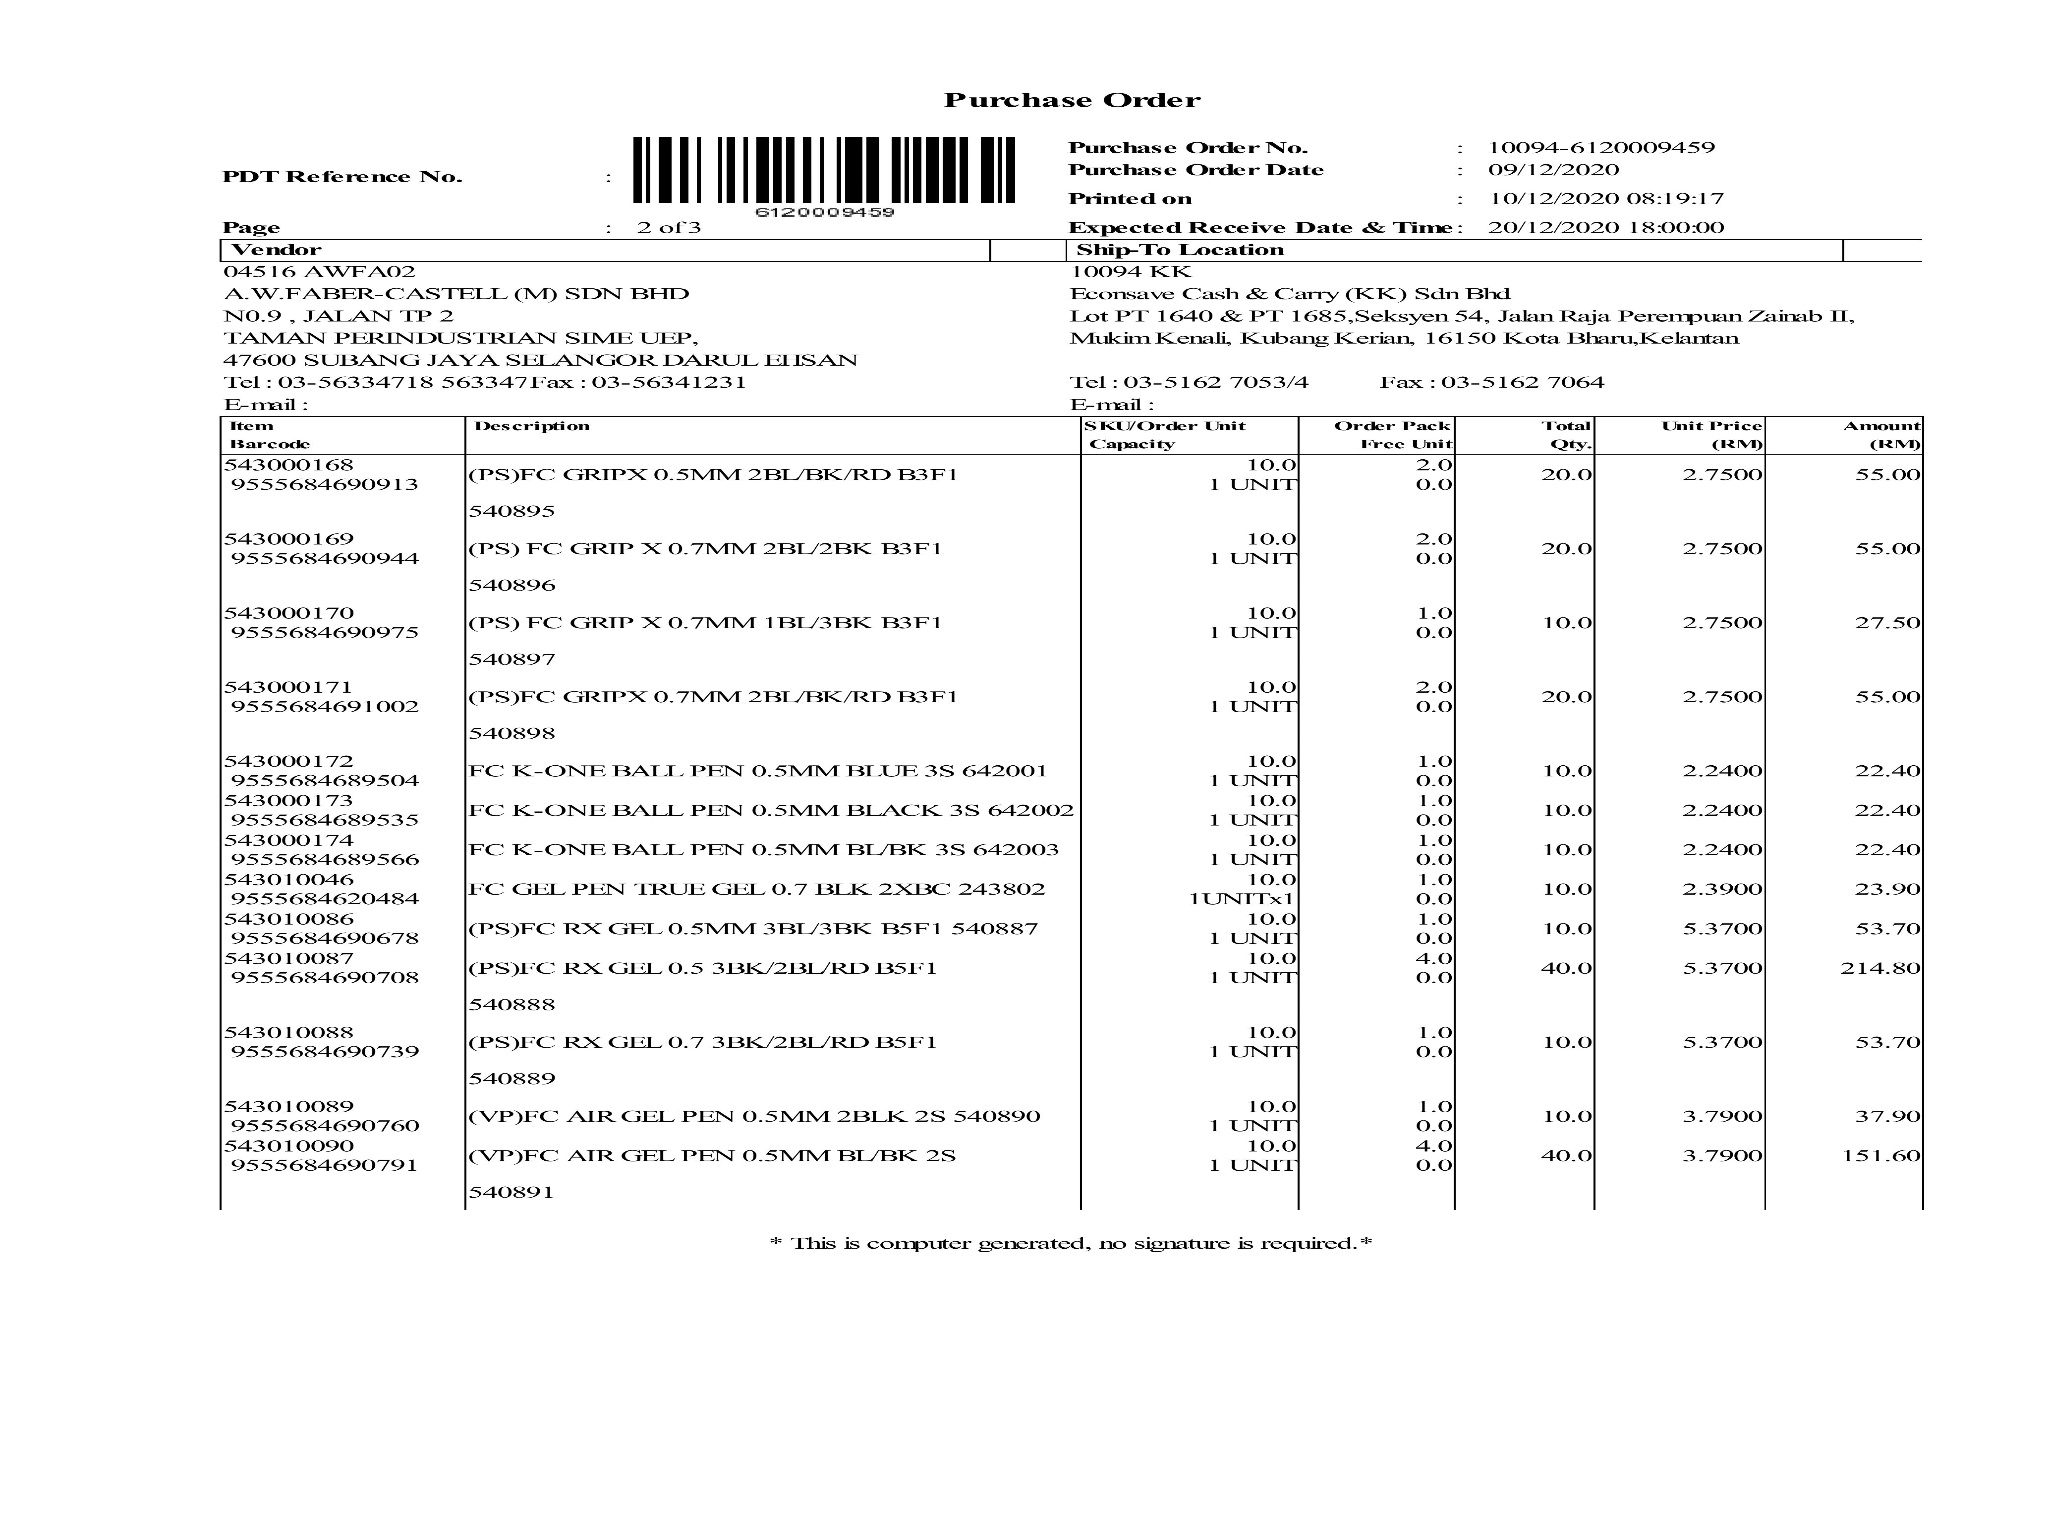 Purchase Order
PDT Reference No. :
6120009459
Purchase Order No. : 10094-6120009459
Purchase Order Date : 09/12/2020
Printed on : 10/12/2020 08:19:17
Page : 2 of 3
Expected Receive Date & Time : 20/12/2020 18:00:00
Vendor
Ship-To Location
04516 AWFA02
A.W.FABER-CASTELL (M) SDN BHD
N0.9 , JALAN TP 2
TAMAN PERINDUSTRIAN SIME UEP,
47600 SUBANG JAYA SELANGOR DARUL EHSAN
Tel : 03-56334718 563347Fax : 03-56341231
E-mail :
10094 KK
Econsave Cash & Carry (KK) Sdn Bhd
Lot PT 1640 & PT 1685,Seksyen 54, Jalan Raja Perempuan Zainab II,
Mukim Kenali, Kubang Kerian, 16150 Kota Bharu,Kelantan
Tel : 03-5162 7053/4 Fax : 03-5162 7064
E-mail :
Item Description SKU/Order Unit Order Pack Total Unit Price Amount
Barcode Capacity Free Unit Qty. (RM) (RM)
543000168 10.0 2.0
(PS)FC GRIPX 0.5MM 2BL/BK/RD B3F1 20.0 2.7500 55.00
9555684690913 1 UNIT 0.0
540895
543000169 10.0 2.0
(PS) FC GRIP X 0.7MM 2BL/2BK B3F1 20.0 2.7500 55.00
9555684690944 1 UNIT 0.0
540896
543000170 10.0 1.0
(PS) FC GRIP X 0.7MM 1BL/3BK B3F1 10.0 2.7500 27.50
9555684690975 1 UNIT 0.0
540897
543000171 10.0 2.0
(PS)FC GRIPX 0.7MM 2BL/BK/RD B3F1 20.0 2.7500 55.00
9555684691002 1 UNIT 0.0
540898
543000172 10.0 1.0
FC K-ONE BALL PEN 0.5MM BLUE 3S 642001 10.0 2.2400 22.40
9555684689504 1 UNIT 0.0
543000173 10.0 1.0
FC K-ONE BALL PEN 0.5MM BLACK 3S 642002 10.0 2.2400 22.40
9555684689535 1 UNIT 0.0
543000174 10.0 1.0
FC K-ONE BALL PEN 0.5MM BL/BK 3S 642003 10.0 2.2400 22.40
9555684689566 1 UNIT 0.0
543010046 10.0 1.0
FC GEL PEN TRUE GEL 0.7 BLK 2XBC 243802 10.0 2.3900 23.90
9555684620484 1UNITx1 0.0
543010086 10.0 1.0
(PS)FC RX GEL 0.5MM 3BL/3BK B5F1 540887 10.0 5.3700 53.70
9555684690678 1 UNIT 0.0
543010087 10.0 4.0
(PS)FC RX GEL 0.5 3BK/2BL/RD B5F1 40.0 5.3700 214.80
9555684690708 1 UNIT 0.0
540888
543010088 10.0 1.0
(PS)FC RX GEL 0.7 3BK/2BL/RD B5F1 10.0 5.3700 53.70
9555684690739 1 UNIT 0.0
540889
543010089 10.0 1.0
(VP)FC AIR GEL PEN 0.5MM 2BLK 2S 540890 10.0 3.7900 37.90
9555684690760 1 UNIT 0.0
543010090 10.0 4.0
(VP)FC AIR GEL PEN 0.5MM BL/BK 2S 40.0 3.7900 151.60
9555684690791 1 UNIT 0.0
540891
* This is computer generated, no signature is required.*